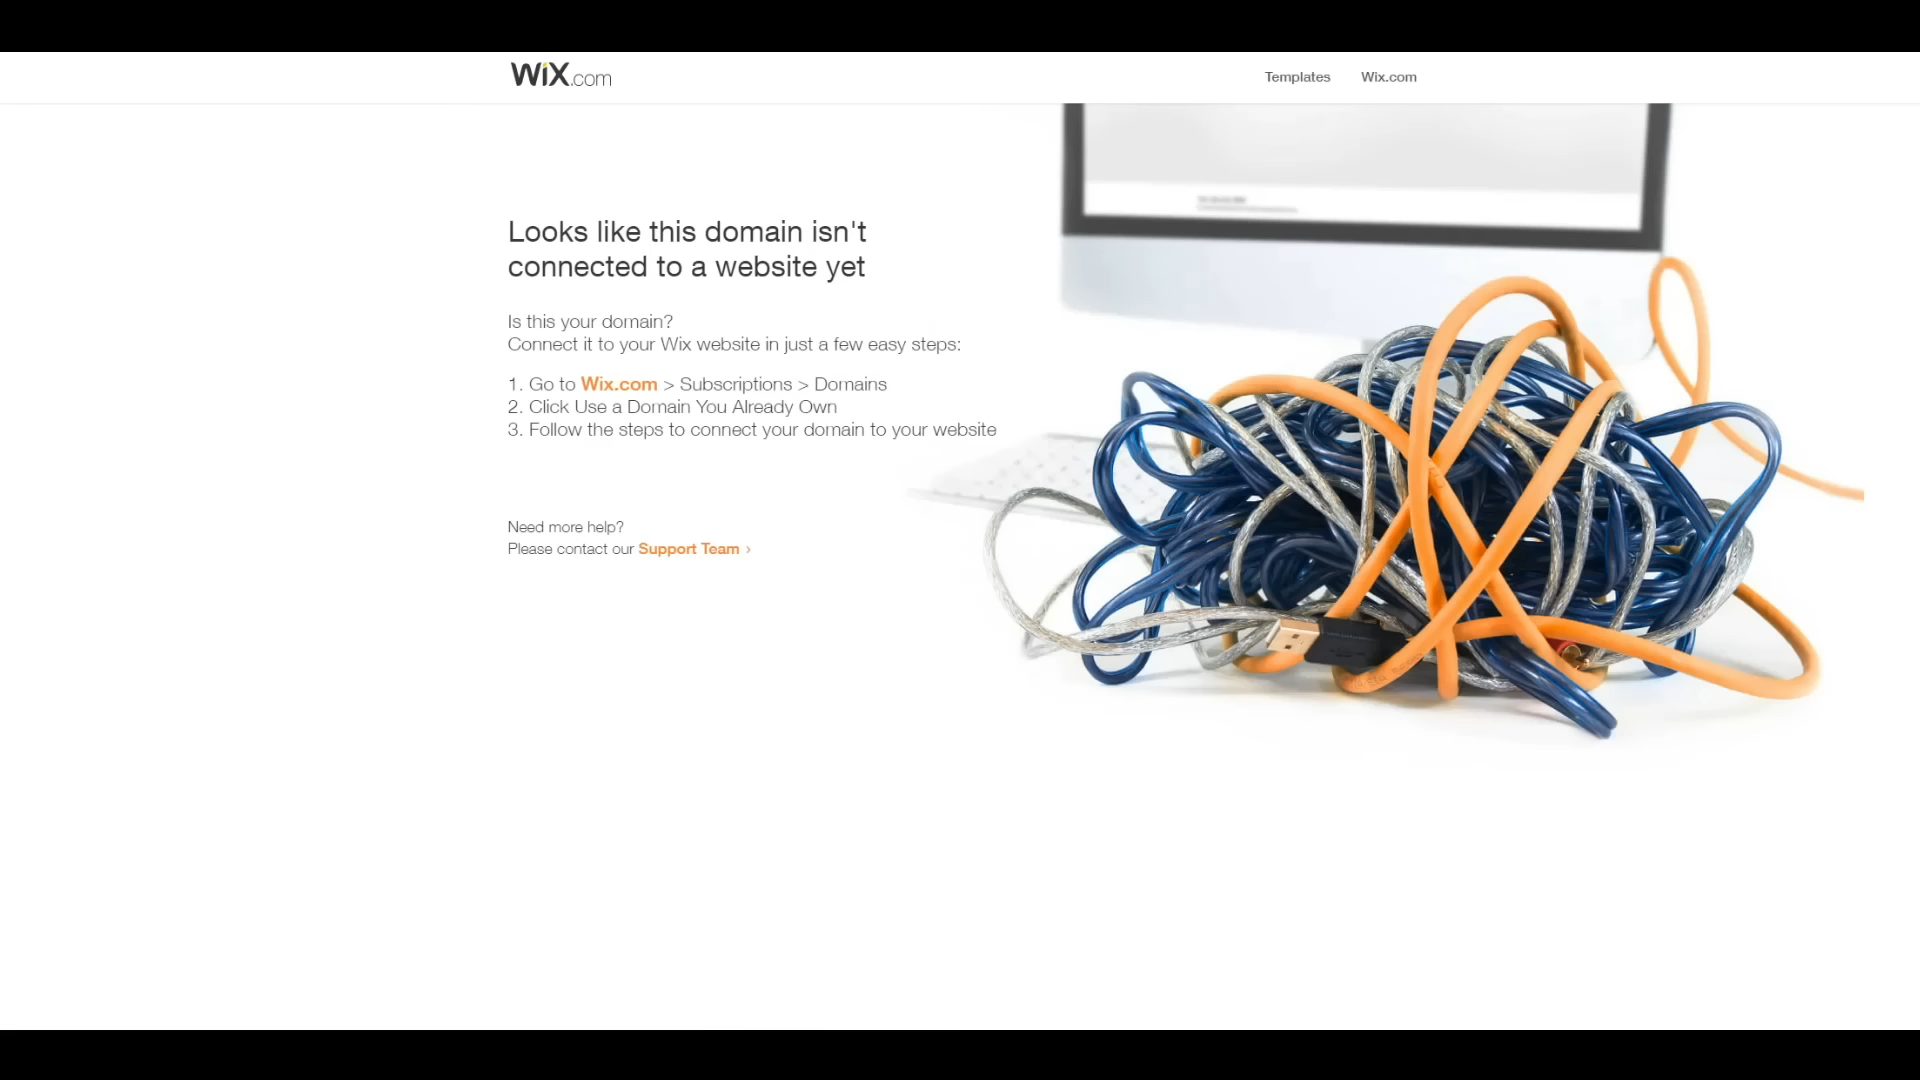 WiX.com
Templates
Wix.com
Looks like this domain isn't
connected to a website yet
Is this your domain?
Connect it to your Wix website in just a few easy steps:
1. Go to Wix.com > Subscriptions > Domains
2. Click Use a Domain You Already Own
3. Follow the steps to connect your domain to your website
Need more help?
Please contact our Support Team ›